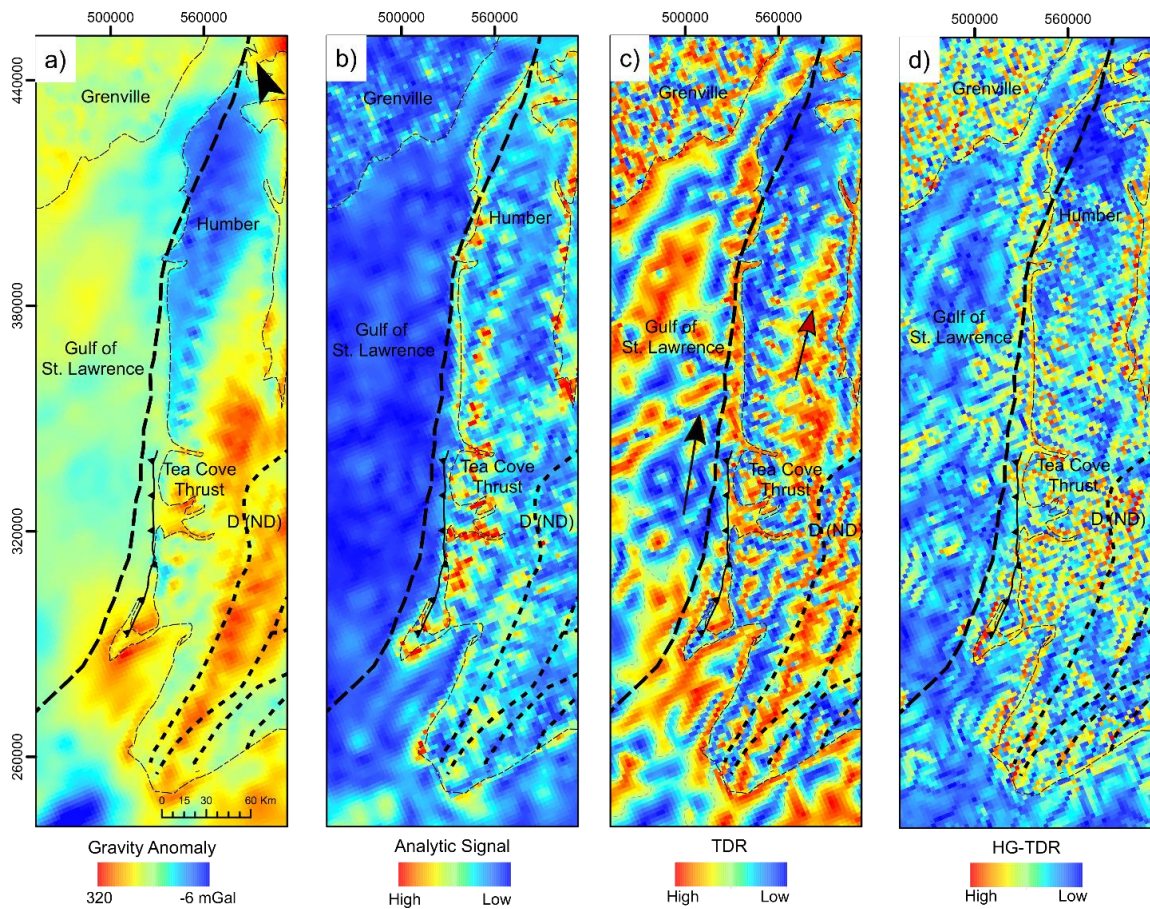 500000 560000
560000
560000
500000
500000 560000
440000
380000
320000
260000
a)
Grenville
Humber
Gulf of
St. Lawrence
Tea Cove
Thrust
D (ND)
0 15 30 60 Km
b)
Grenville
Humber
Gulf of
St. Lawrence
Tea Cove
Thrust
D (ND)
c)
Grenville
Gulf of
St. Lawrence
Tea Cove
Thrust
D (ND)
d)
Grenville
Humber
Gulf of
St. Lawrence
Tea Cove
Thrust
D (ND)
Gravity Anomaly
320 -6 mGal
Analytic Signal
High Low
TDR
High Low
HG-TDR
High Low